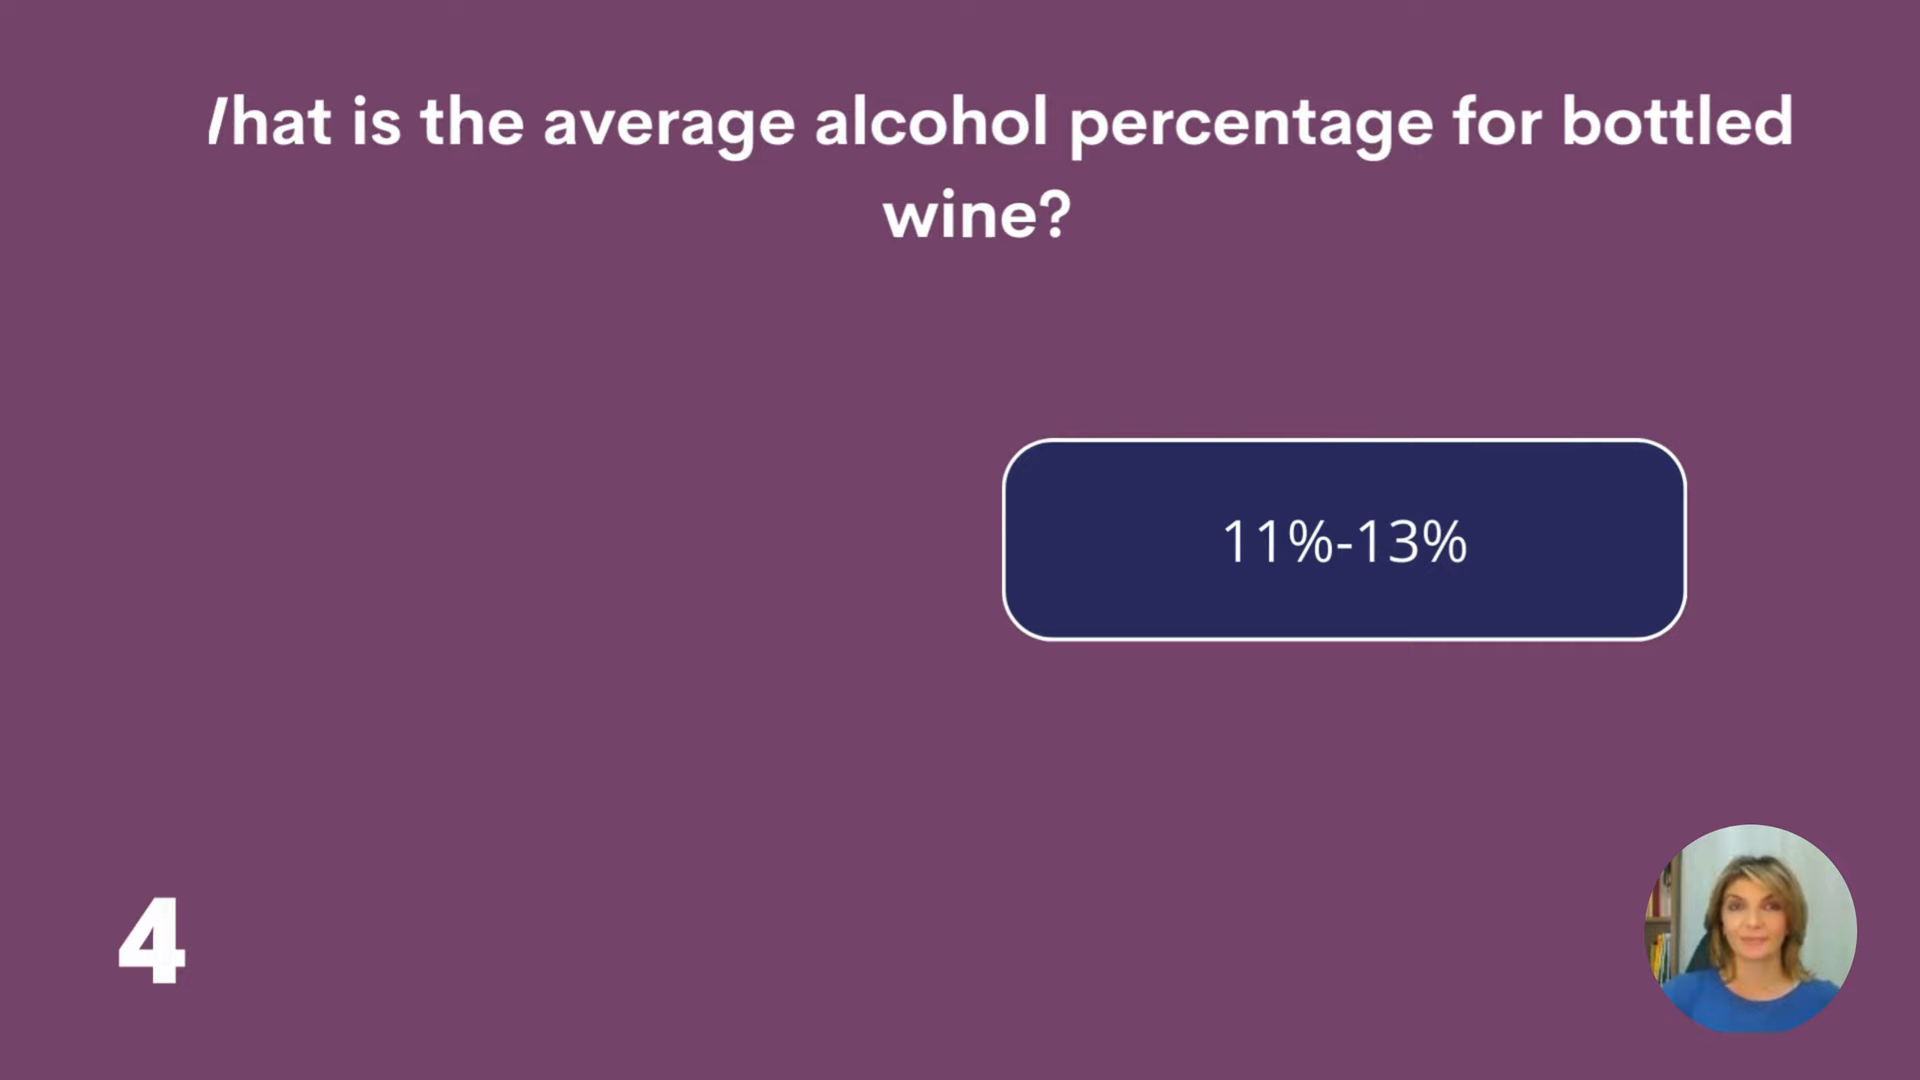 hat is the average alcohol percentage for bottled
wine?
11%-13%
4